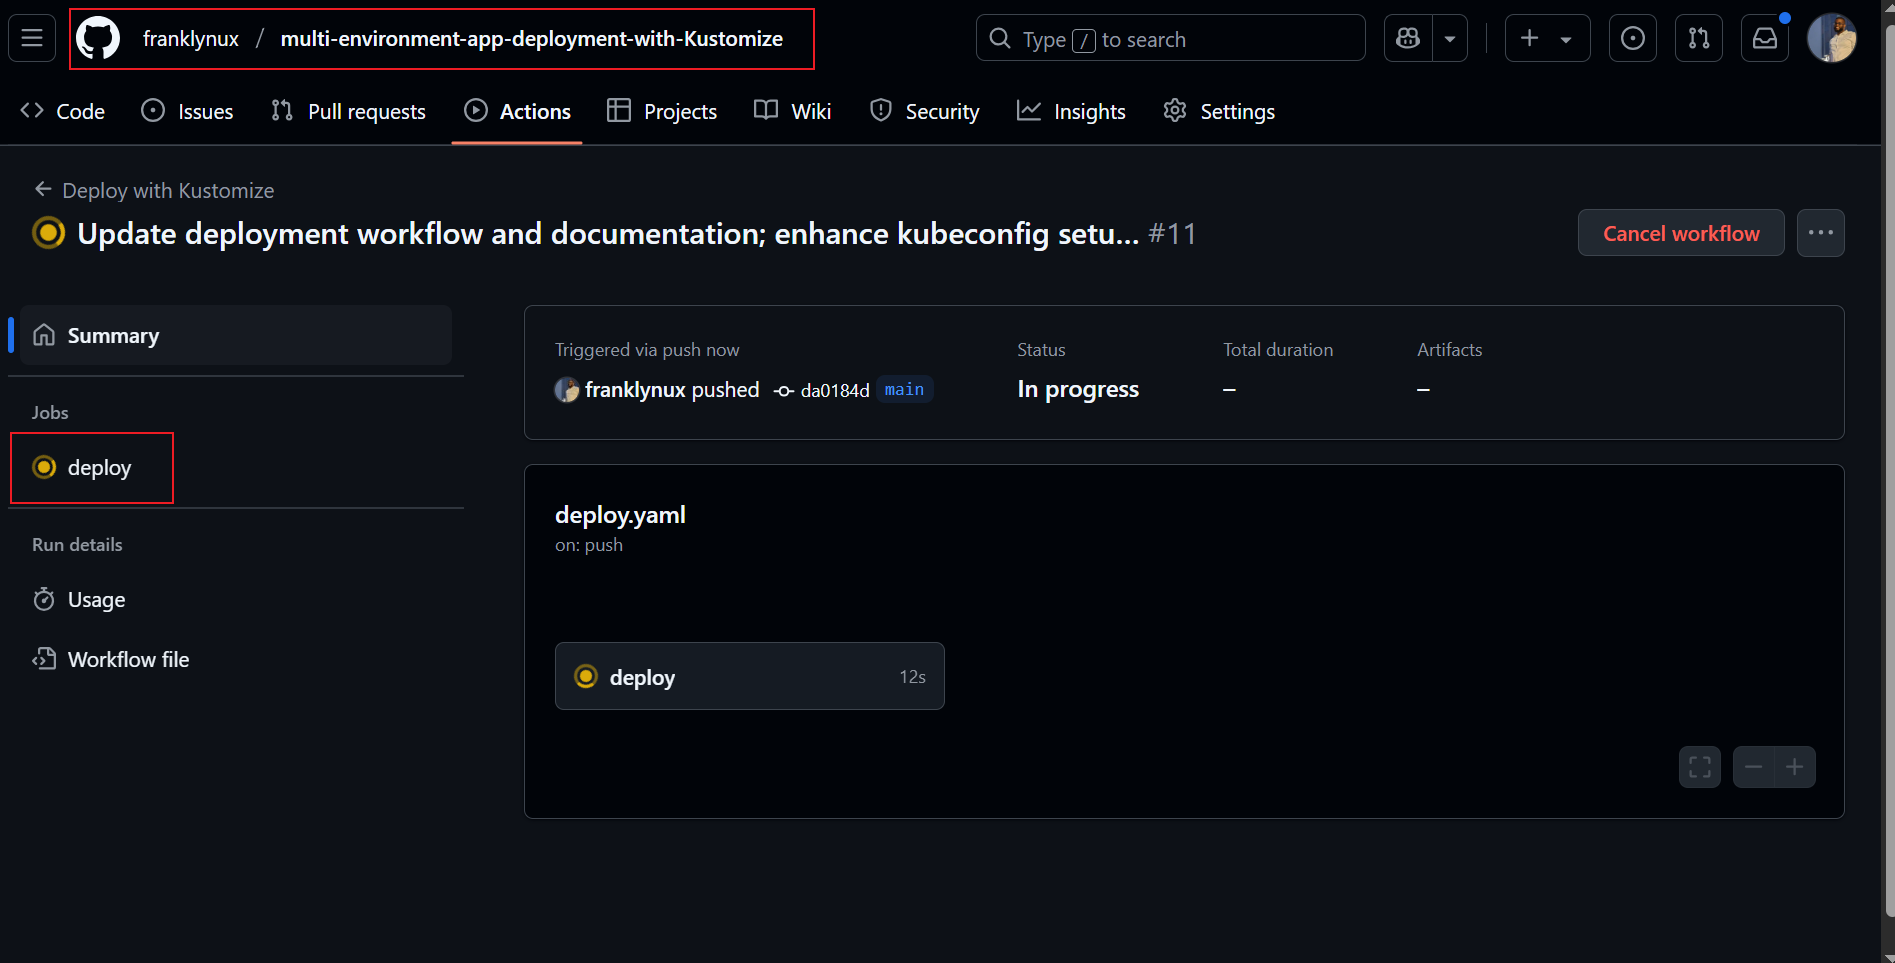 franklynux / multi-environment-app-deployment-with-Kustomize
Type / to search
Code Issues Pull requests Actions Projects Wiki Security Insights Settings
Deploy with Kustomize
Update deployment workflow and documentation; enhance kubeconfig setu... #11
Cancel workflow
Summary
Jobs
deploy
Run details
Usage
Workflow file
Triggered via push now
franklynux pushed da0184d main
Status
In progress
Total duration
–
Artifacts
–
deploy.yaml
on: push
deploy 12s